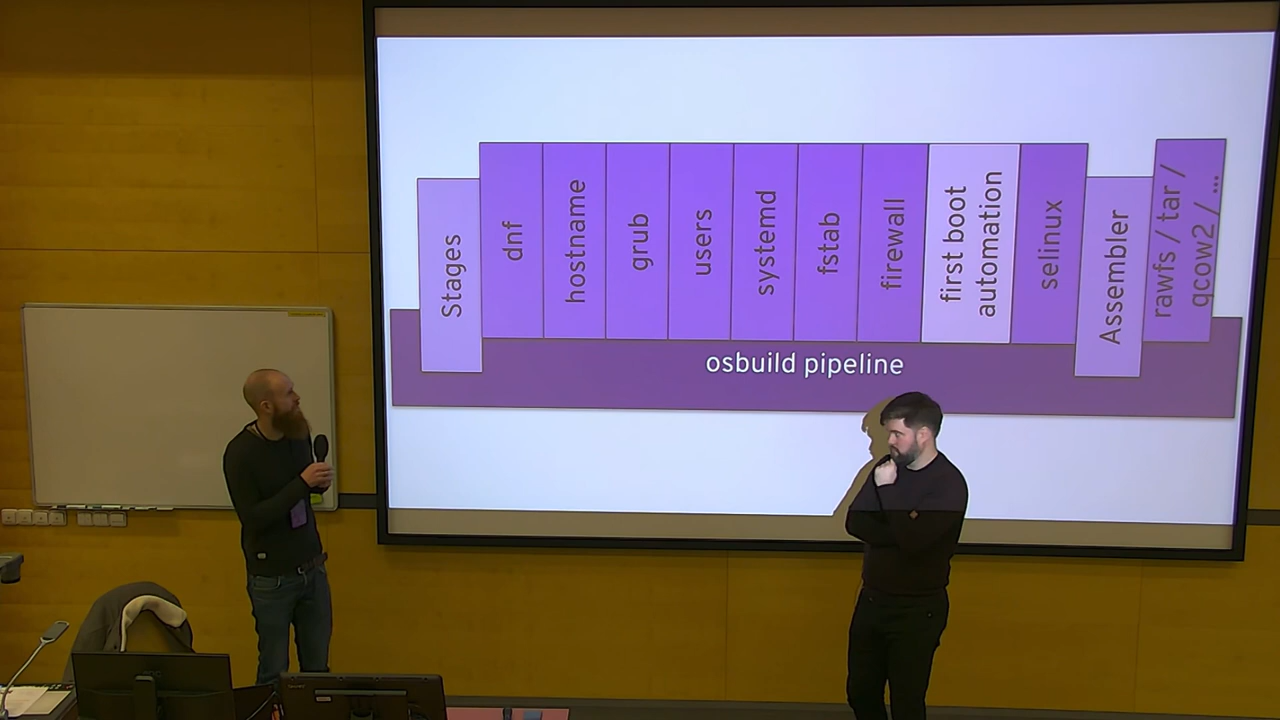 Stages
dnf
hostname
grub
users
systemd
fstab
firewall
first boot
automation
selinux
Assembler
rawfs / tar /
qcow2 / ...
osbuild pipeline